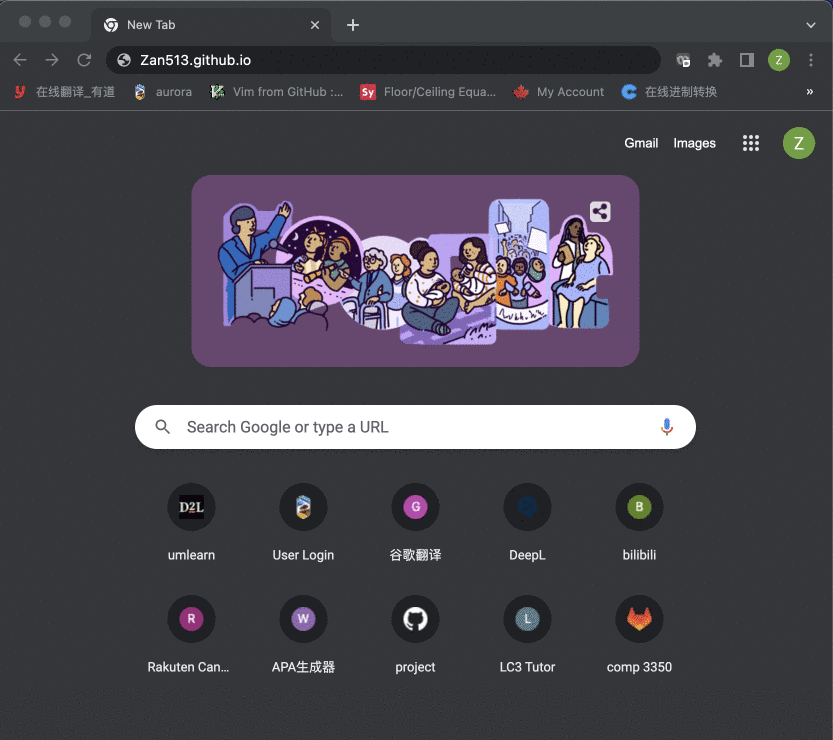 New Tab
Zan513.github.io
Z
在线翻译_有道
aurora
Vim from GitHub :...
Sy
Floor/Ceiling Equa...
My Account
在线进制转换
»
Gmail
Images
Z
Search Google or type a URL
D2L
G
B
umlearn
User Login
谷歌翻译
DeepL
bilibili
R
W
L
Rakuten Can...
APA生成器
project
LC3 Tutor
comp 3350